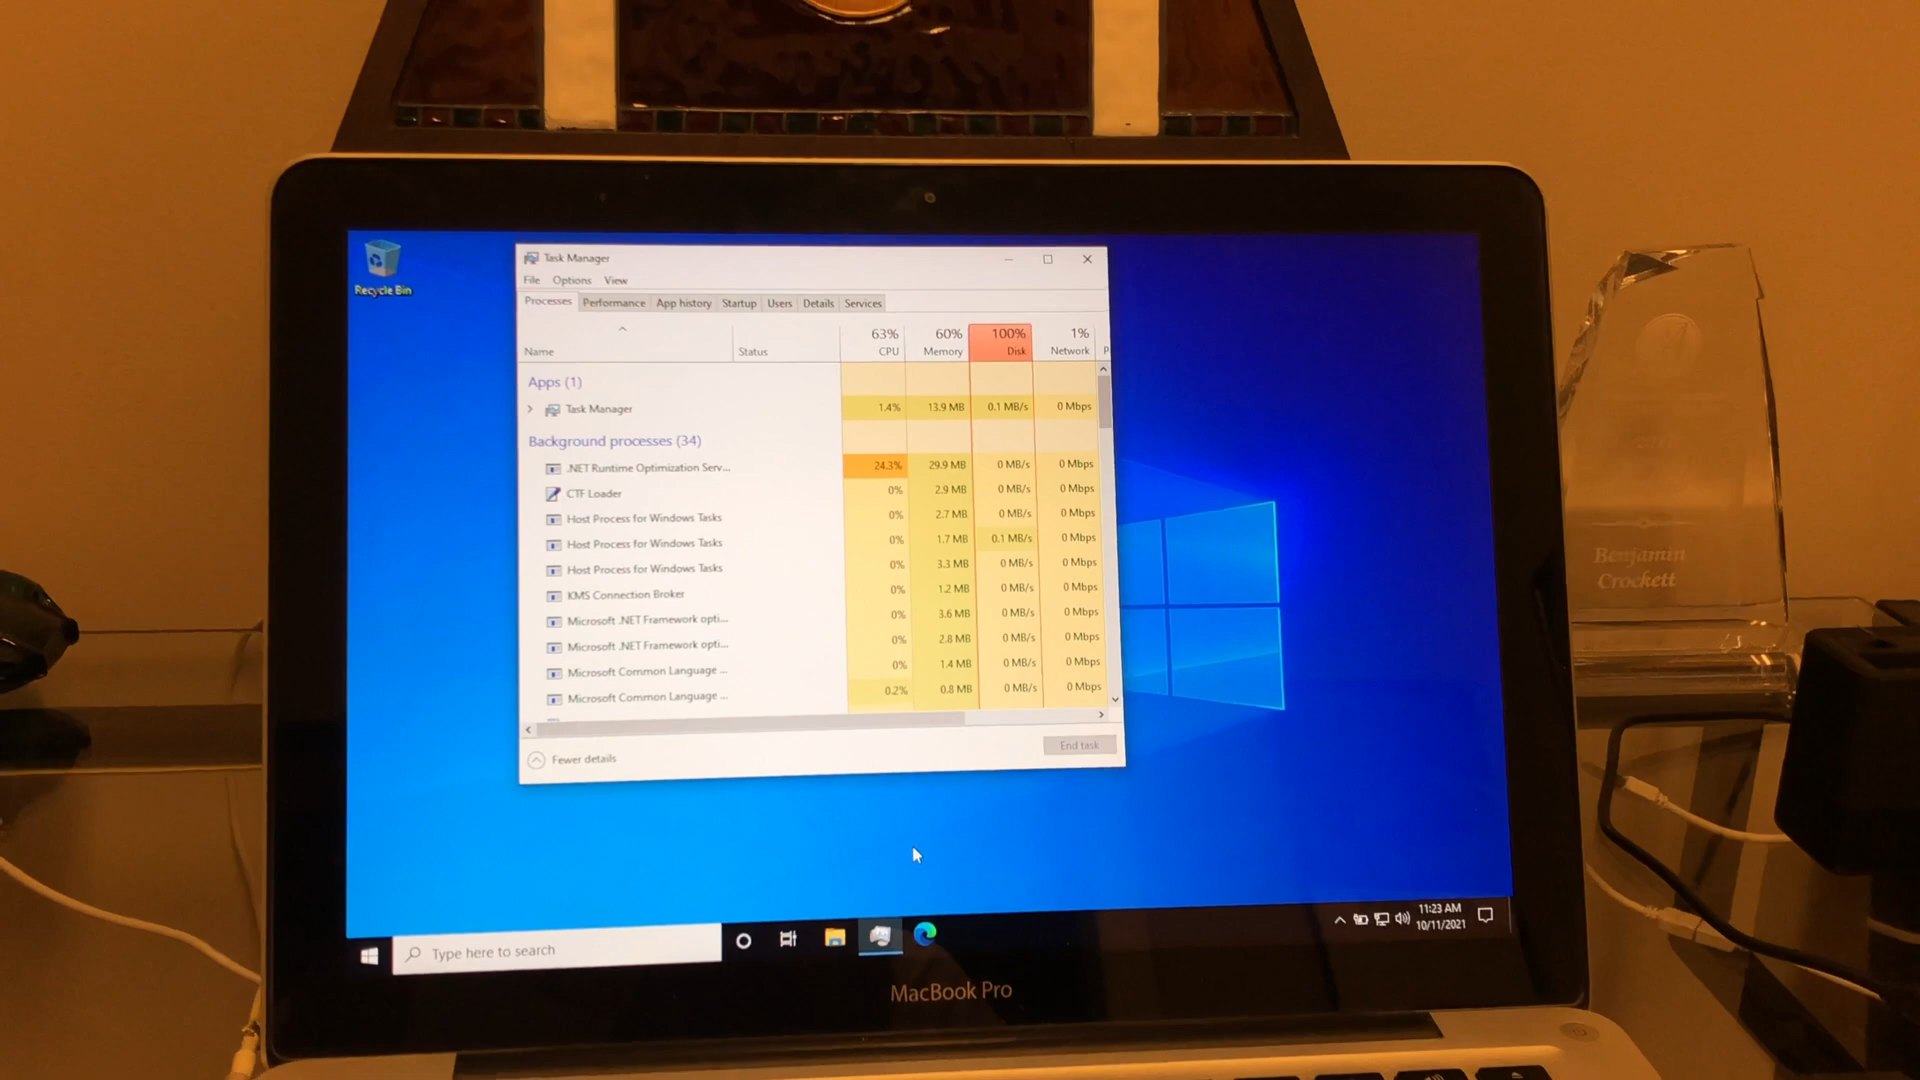 Recycle Bin
Task Manager
File Options View
Processes Performance App history Startup Users Details Services
63% 60% 100% 1%
Name Status CPU Memory Disk Network P
Apps (1)
Task Manager 1.4% 13.9 MB 0.1 MB/s 0 Mbps
Background processes (34)
.NET Runtime Optimization Serv... 24.3% 29.9 MB 0 MB/s 0 Mbps
CTF Loader 0% 2.9 MB 0 MB/s 0 Mbps
Host Process for Windows Tasks 0% 2.7 MB 0 MB/s 0 Mbps
Host Process for Windows Tasks 0% 1.7 MB 0.1 MB/s 0 Mbps
Host Process for Windows Tasks 0% 3.3 MB 0 MB/s 0 Mbps
KMS Connection Broker 0% 1.2 MB 0 MB/s 0 Mbps
Microsoft .NET Framework opti... 0% 3.6 MB 0 MB/s 0 Mbps
Microsoft .NET Framework opti... 0% 2.8 MB 0 MB/s 0 Mbps
Microsoft Common Language ... 0% 1.4 MB 0 MB/s 0 Mbps
Microsoft Common Language ... 0.2% 0.8 MB 0 MB/s 0 Mbps
Fewer details End task
Type here to search
11:23 AM
10/11/2021
MacBook Pro
Benjamin
Crockett